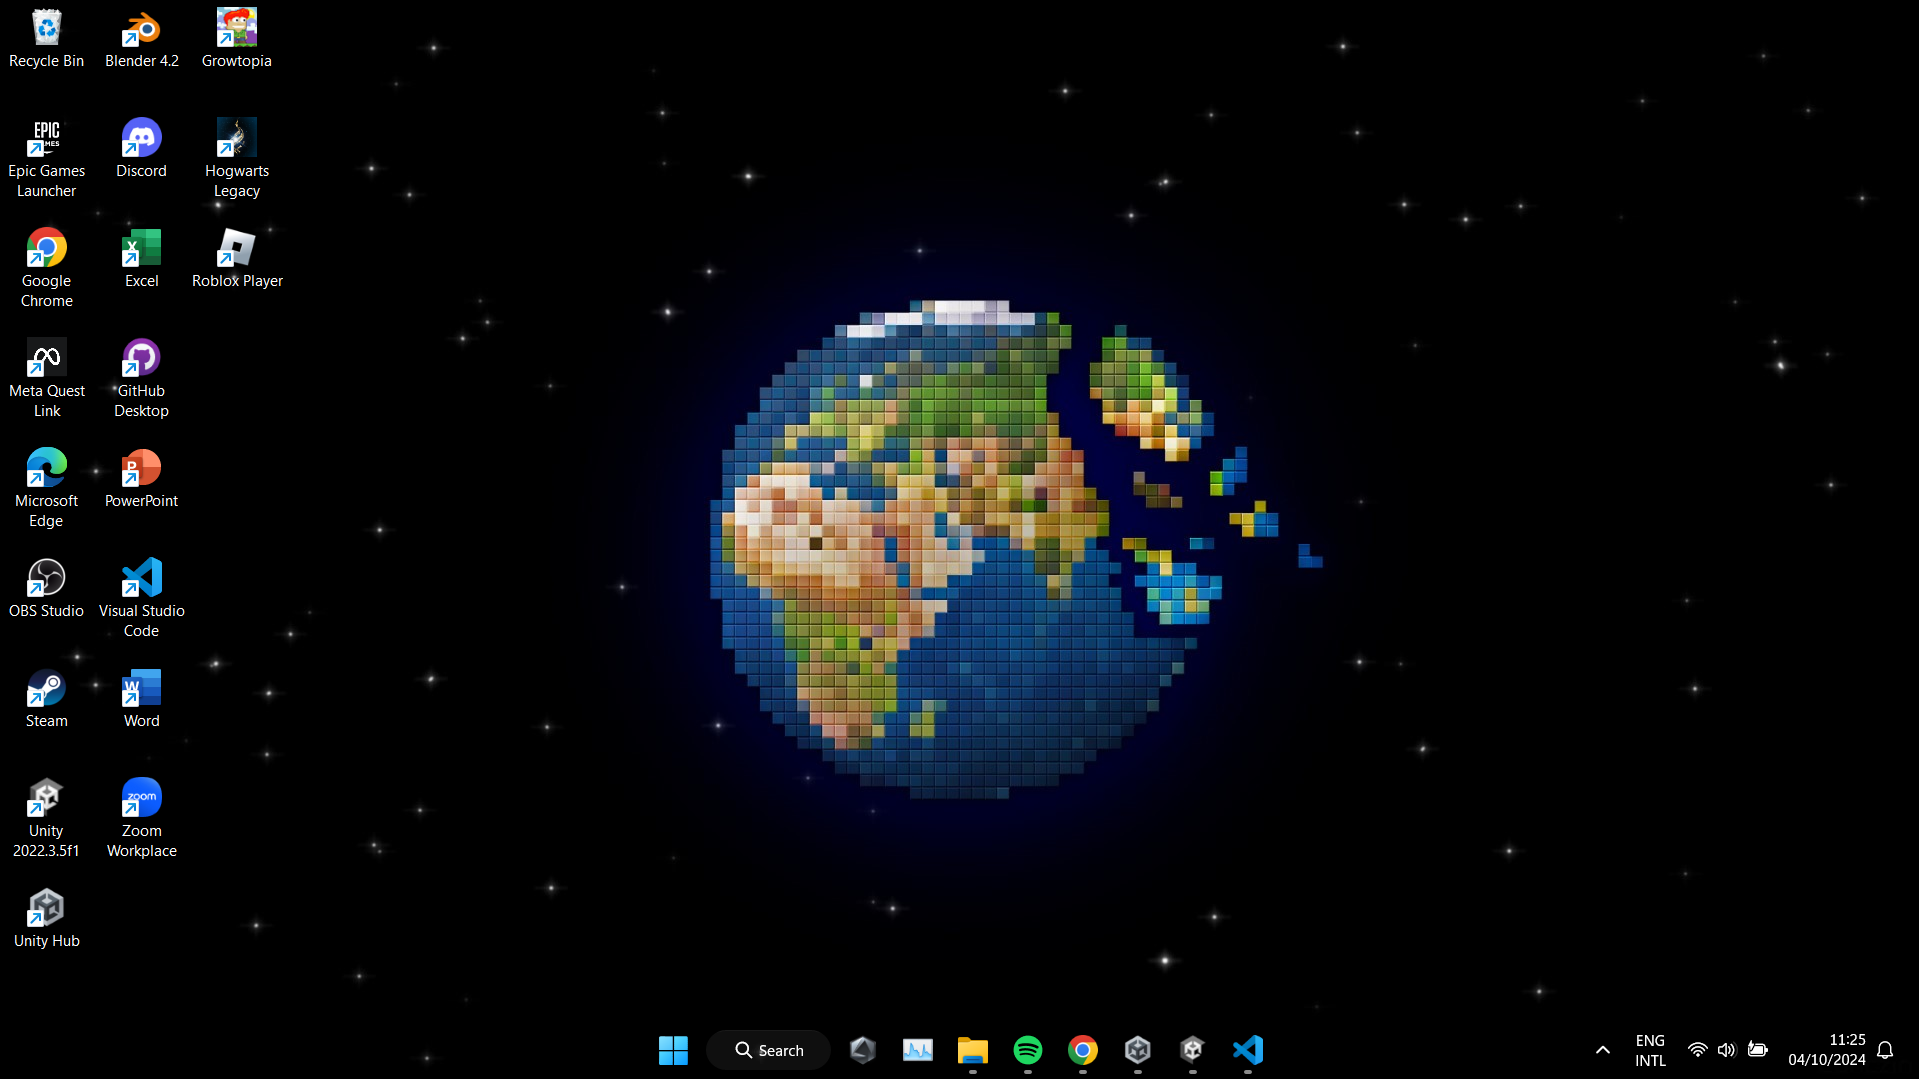 Recycle Bin
Blender 4.2
Growtopia
EPIC
Epic Games
Launcher
Discord
Hogwarts
Legacy
Google
Chrome
X
Excel
Roblox Player
Meta Quest
Link
GitHub
Desktop
Microsoft
Edge
P
PowerPoint
OBS Studio
Visual Studio
Code
Steam
W
Word
Unity
2022.3.5f1
zoom
Zoom
Workplace
Unity Hub
Search
ENG
INTL
11:25
04/10/2024